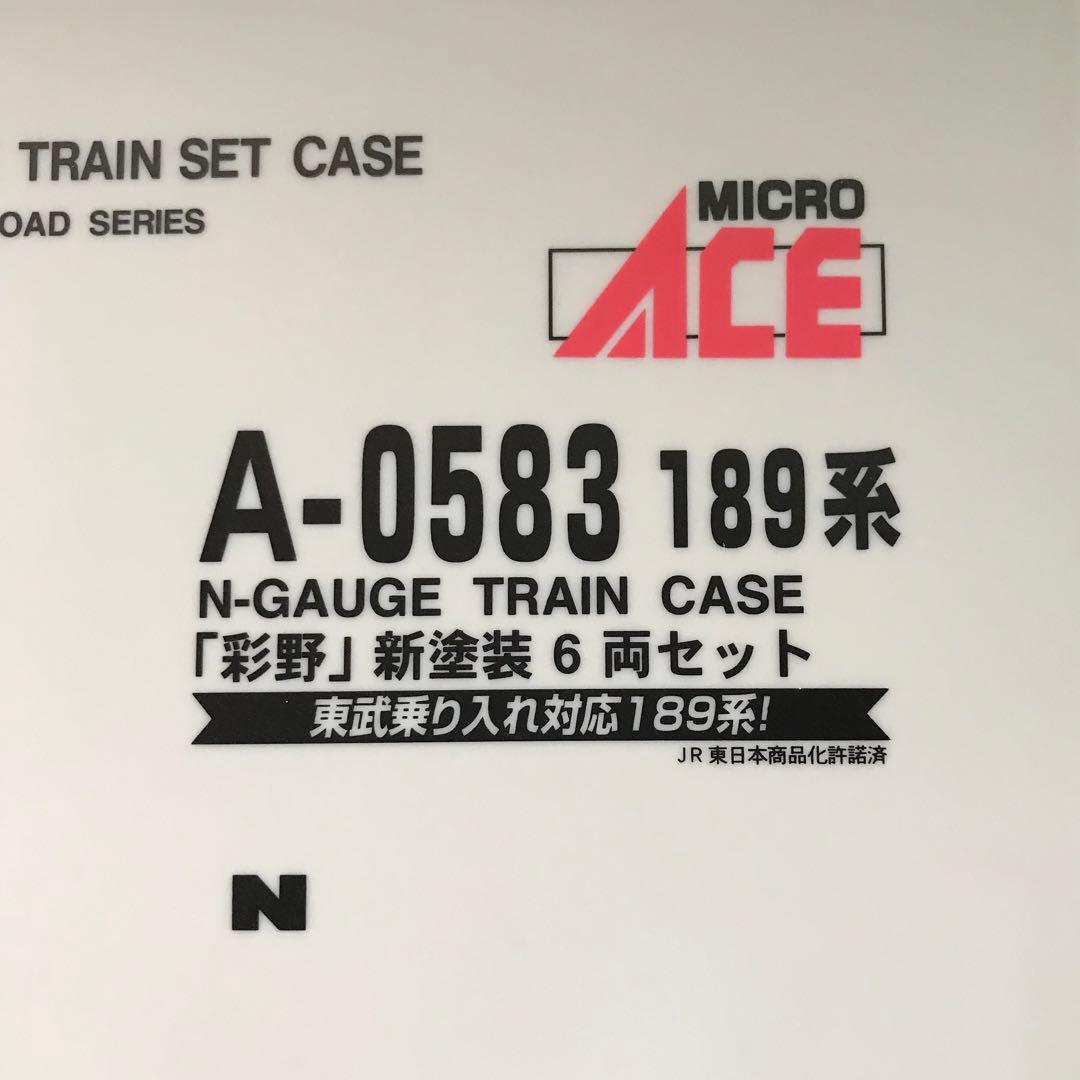 TRAIN SET CASE
OAD SERIES
MICRO
ACE
A-0583 189系
N-GAUGE TRAIN CASE
「彩野」新塗装6両セット
東武乗り入れ対応189系!
JR東日本商品化許諾済
N